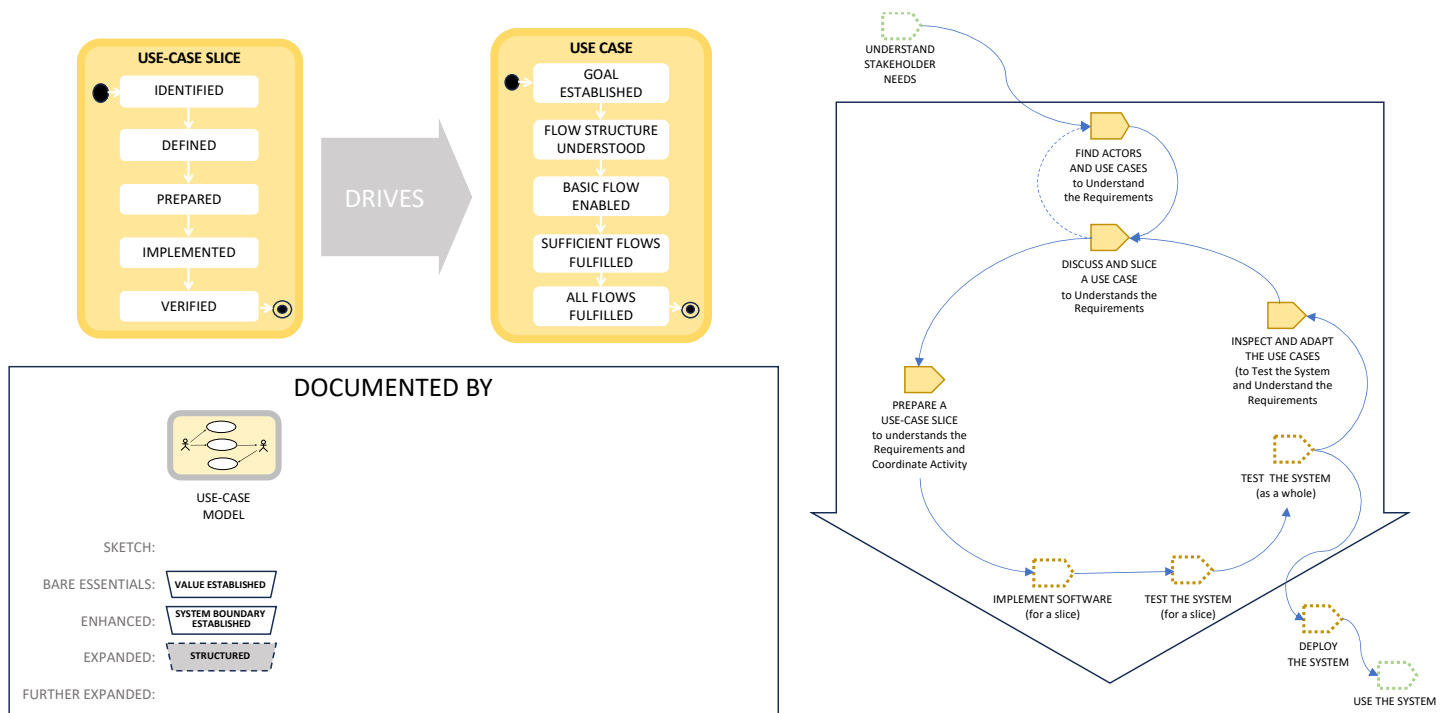 USE-CASE SLICE
IDENTIFIED
DEFINED
PREPARED
IMPLEMENTED
VERIFIED
DRIVES
USE CASE
GOAL
ESTABLISHED
FLOW STRUCTURE
UNDERSTOOD
BASIC FLOW
ENABLED
SUFFICIENT FLOWS
FULFILLED
ALL FLOWS
FULFILLED
DOCUMENTED BY
USE-CASE
MODEL
SKETCH:
BARE ESSENTIALS:
VALUE ESTABLISHED
ENHANCED:
SYSTEM BOUNDARY
ESTABLISHED
EXPANDED:
STRUCTURED
FURTHER EXPANDED:
UNDERSTAND
STAKEHOLDER
NEEDS
FIND ACTORS
AND USE CASES
to Understand
the Requirements
DISCUSS AND SLICE
A USE CASE
to Understands the
Requirements
INSPECT AND ADAPT
THE USE CASES
(to Test the System
and Understand the
Requirements
PREPARE A
USE-CASE SLICE
to understands the
Requirements and
Coordinate Activity
TEST THE SYSTEM
(as a whole)
IMPLEMENT SOFTWARE
(for a slice)
TEST THE SYSTEM
(for a slice)
DEPLOY
THE SYSTEM
USE THE SYSTEM